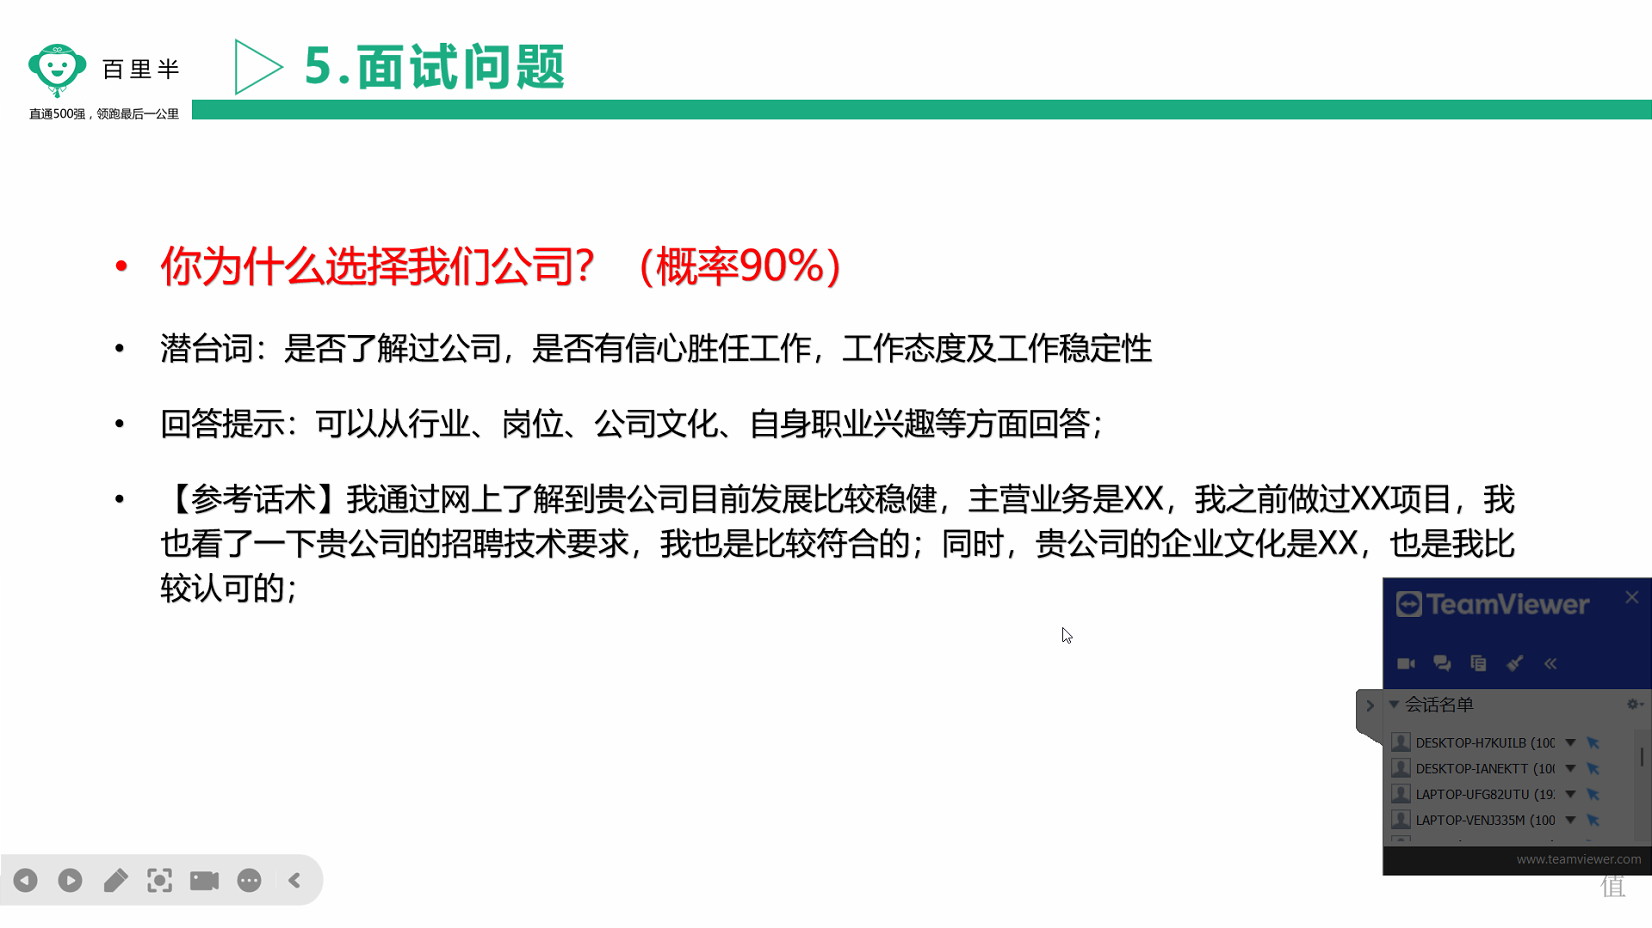 百里半
直通500强，领跑最后一公里
5.面试问题
• 你为什么选择我们公司？（概率90%）
• 潜台词：是否了解过公司，是否有信心胜任工作，工作态度及工作稳定性
• 回答提示：可以从行业、岗位、公司文化、自身职业兴趣等方面回答；
• 【参考话术】我通过网上了解到贵公司目前发展比较稳健，主营业务是XX，我之前做过XX项目，我
也看了一下贵公司的招聘技术要求，我也是比较符合的；同时，贵公司的企业文化是XX，也是我比
较认可的；
TeamViewer
会话名单
DESKTOP-H7KUILB (100
DESKTOP-IANEKTT (100
LAPTOP-UFG82UTU (19
LAPTOP-VENJ335M (100
www.teamviewer.com
值